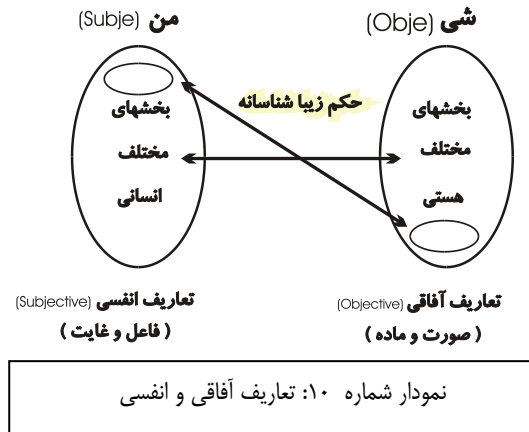 شی (Obje)
من (Subje)
حکم زیبا شناسانه
بخشهای
مختلف
هستی
بخشهای
مختلف
انسانی
تعاریف آفاقی (Objective)
( صورت و ماده )
تعاریف انفسی (Subjective)
( فاعل و غایت )
نمودار شماره ۱۰: تعاریف آفاقی و انفسی